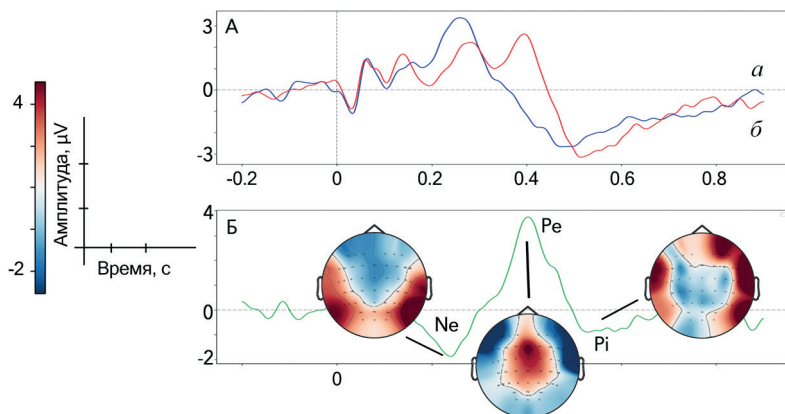 А
3
0
-3
а
б
-0.2
0
0.2
0.4
0.6
0.8
4
-2
Амплитуда, µV
Время, с
Б
4
0
-2
Ne
Pe
Pi
0